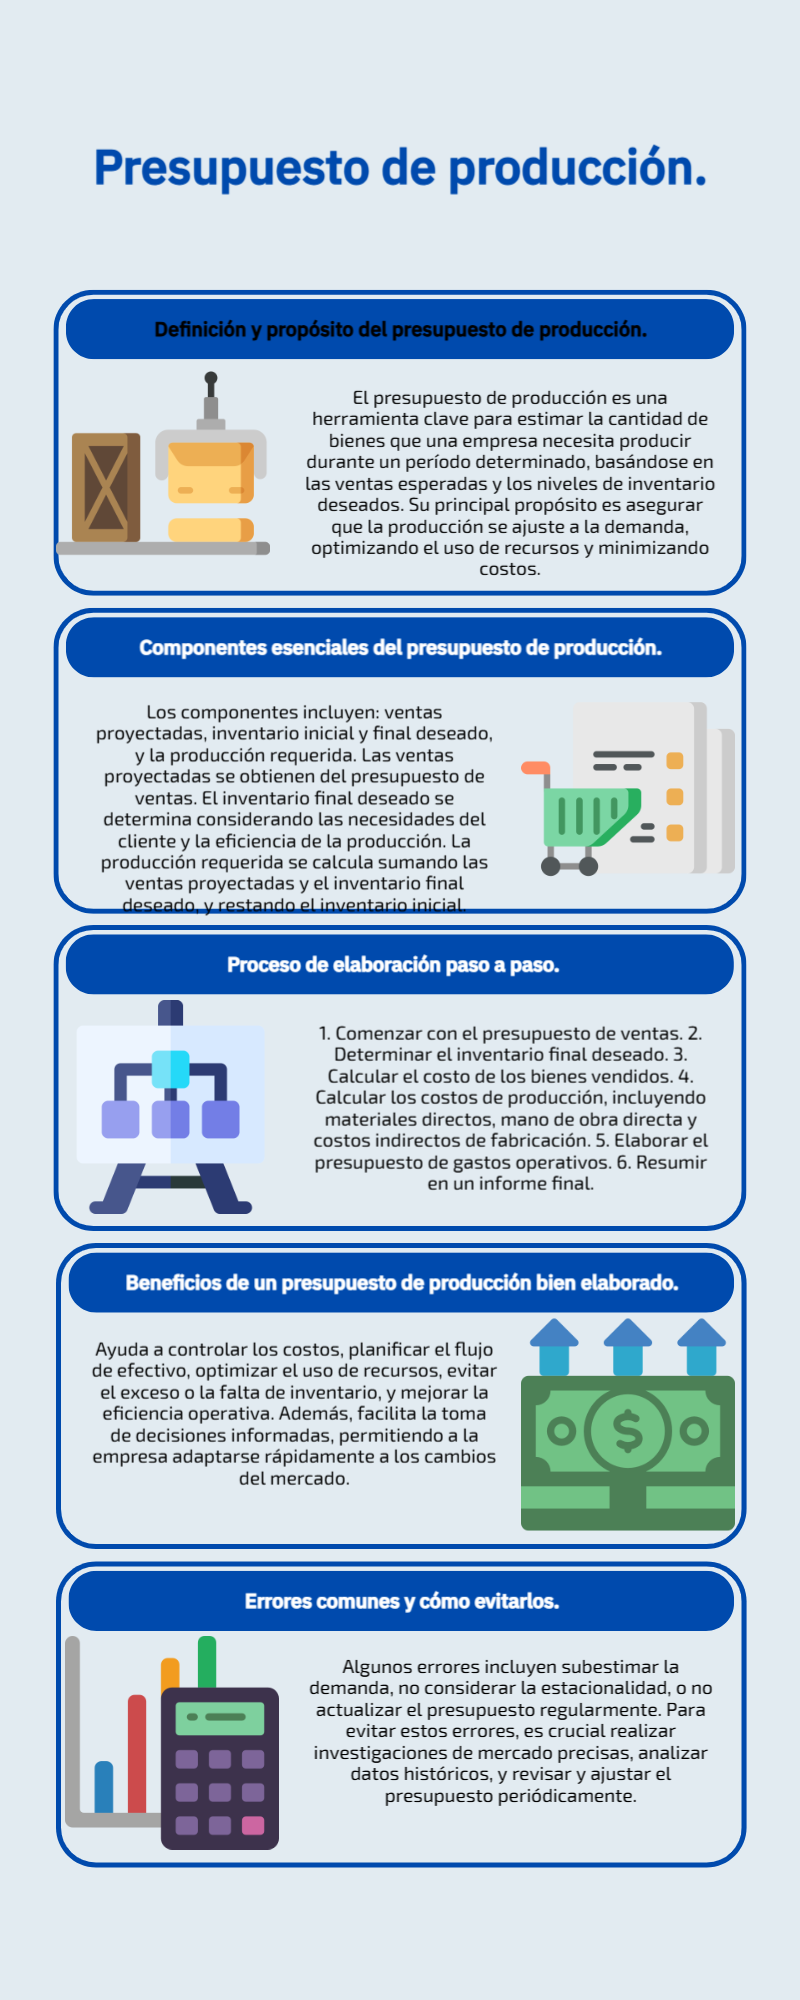 Presupuesto de producción.
Definición y propósito del presupuesto de producción.
El presupuesto de producción es una
herramienta clave para estimar la cantidad de
bienes que una empresa necesita producir
durante un período determinado, basándose en
las ventas esperadas y los niveles de inventario
deseados. Su principal propósito es asegurar
que la producción se ajuste a la demanda,
optimizando el uso de recursos y minimizando
costos.
Componentes esenciales del presupuesto de producción.
Los componentes incluyen: ventas
proyectadas, inventario inicial y final deseado,
y la producción requerida. Las ventas
proyectadas se obtienen del presupuesto de
ventas. El inventario final deseado se
determina considerando las necesidades del
cliente y la eficiencia de la producción. La
producción requerida se calcula sumando las
ventas proyectadas y el inventario final
deseado, y restando el inventario inicial.
Proceso de elaboración paso a paso.
1. Comenzar con el presupuesto de ventas. 2.
Determinar el inventario final deseado. 3.
Calcular el costo de los bienes vendidos. 4.
Calcular los costos de producción, incluyendo
materiales directos, mano de obra directa y
costos indirectos de fabricación. 5. Elaborar el
presupuesto de gastos operativos. 6. Resumir
en un informe final.
Beneficios de un presupuesto de producción bien elaborado.
Ayuda a controlar los costos, planificar el flujo
de efectivo, optimizar el uso de recursos, evitar
el exceso o la falta de inventario, y mejorar la
eficiencia operativa. Además, facilita la toma
de decisiones informadas, permitiendo a la
empresa adaptarse rápidamente a los cambios
del mercado.
$
Errores comunes y cómo evitarlos.
Algunos errores incluyen subestimar la
demanda, no considerar la estacionalidad, o no
actualizar el presupuesto regularmente. Para
evitar estos errores, es crucial realizar
investigaciones de mercado precisas, analizar
datos históricos, y revisar y ajustar el
presupuesto periódicamente.